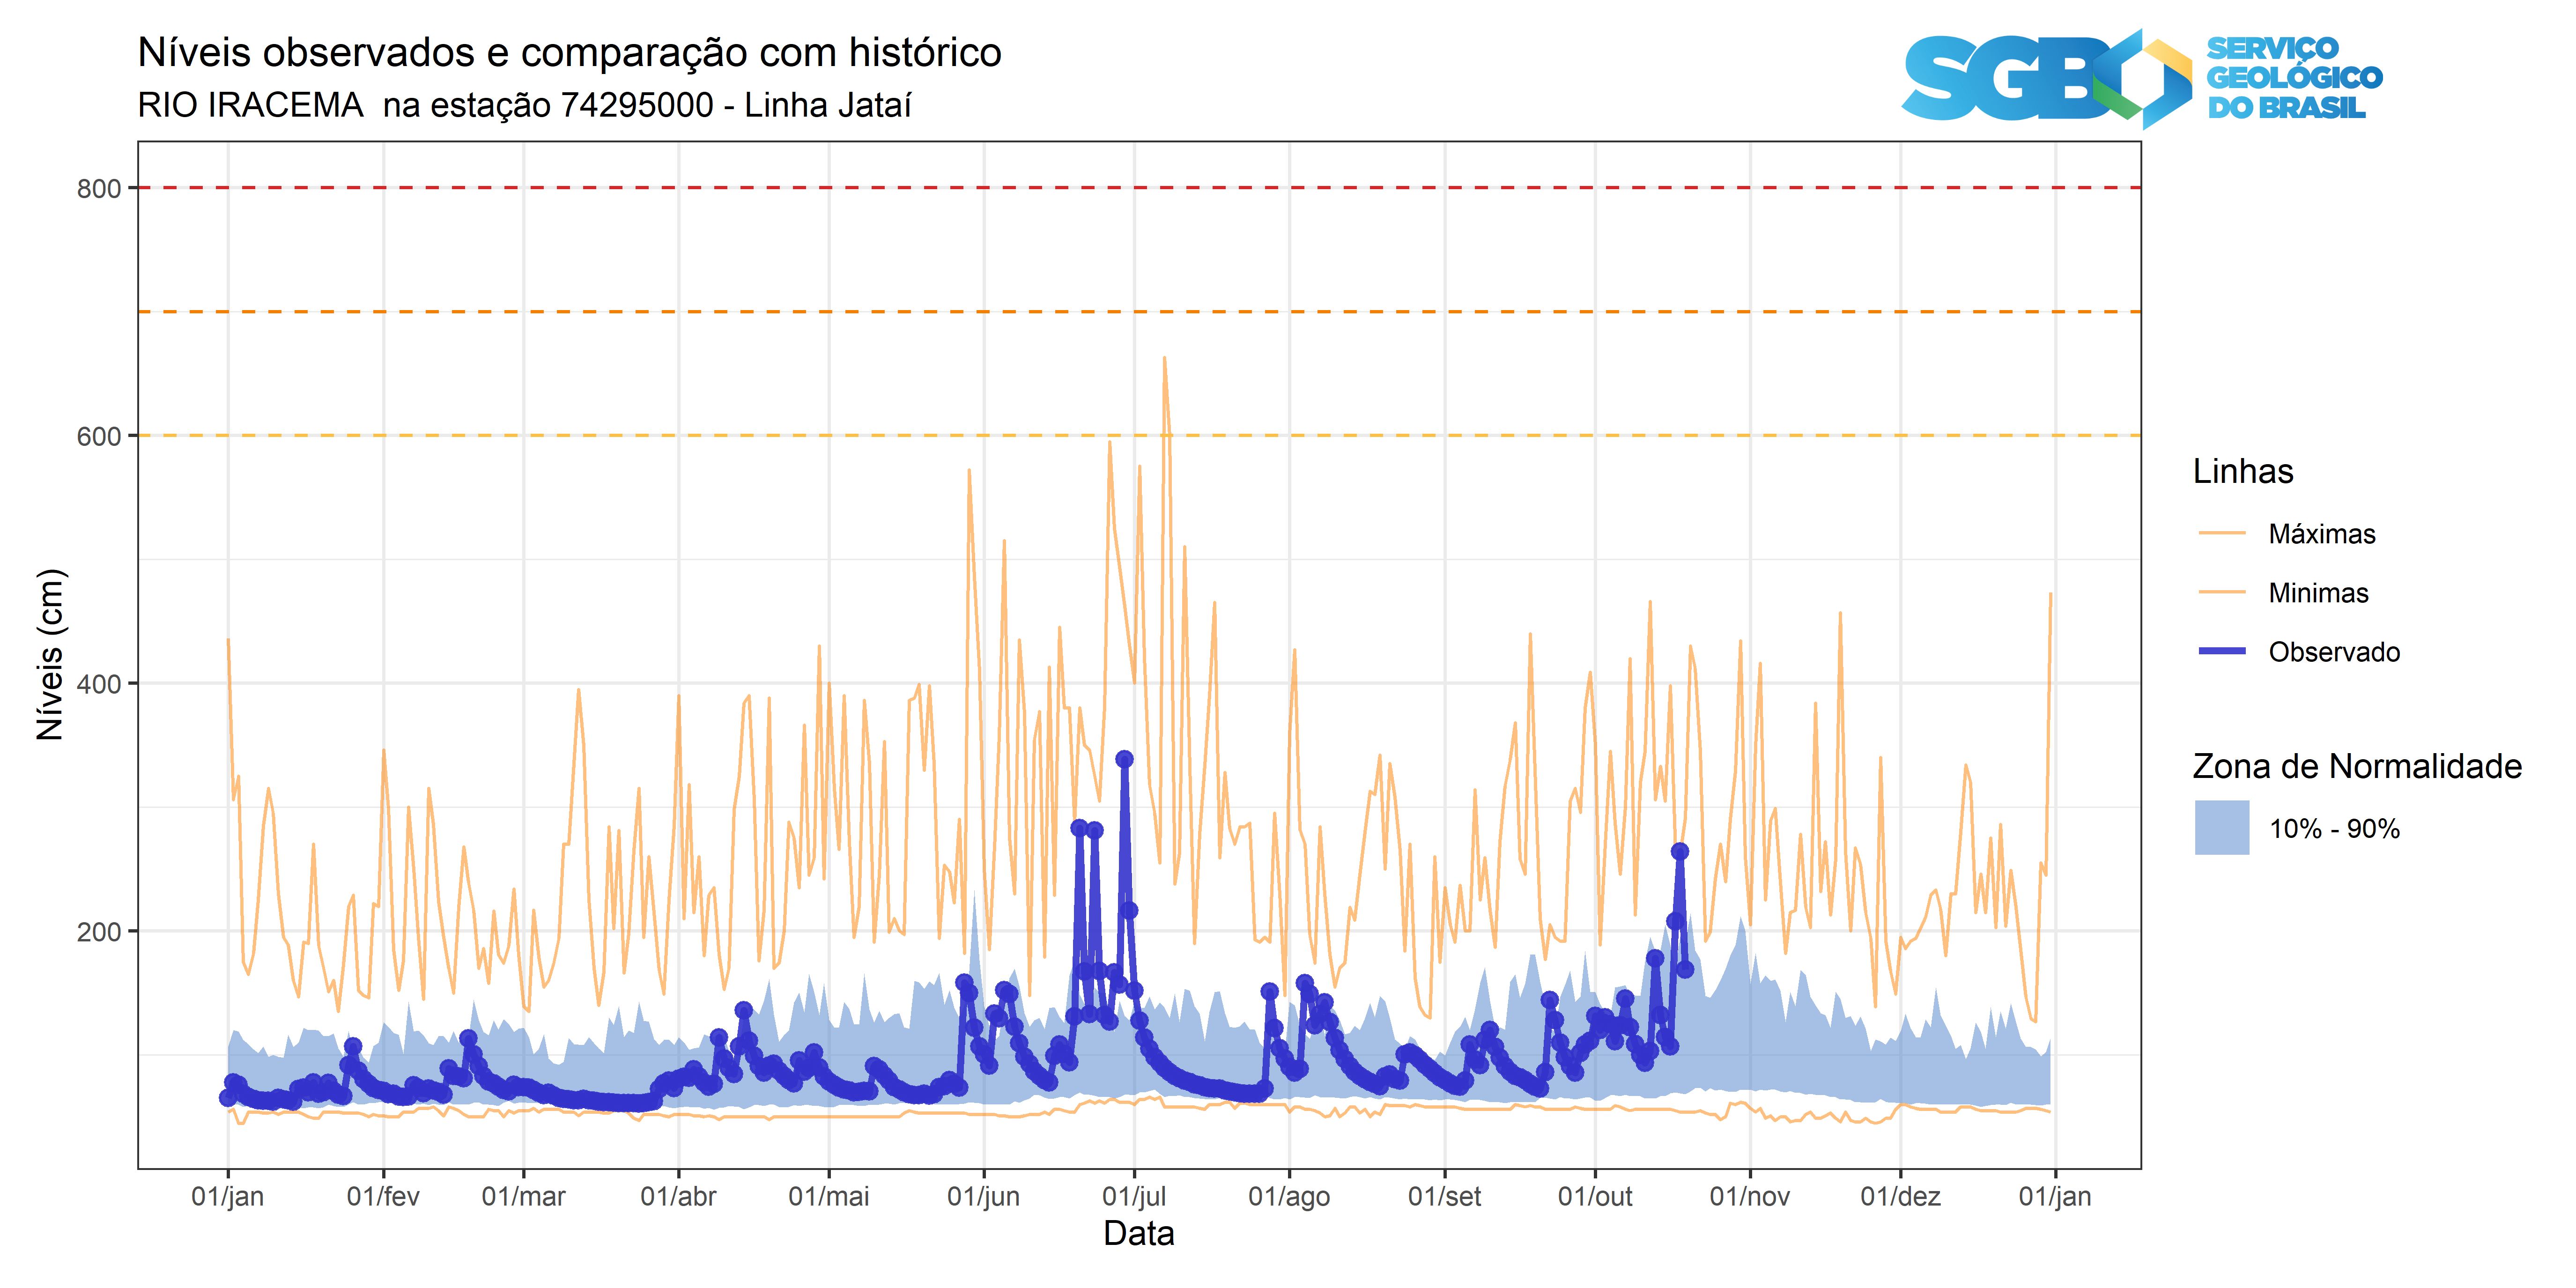 Níveis observados e comparação com histórico
RIO IRACEMA  na estação 74295000 - Linha Jataí
SGB
SERVIÇO
GEOLÓGICO
DO BRASIL
800
600
400
200
Níveis (cm)
01/jan
01/fev
01/mar
01/abr
01/mai
01/jun
01/jul
01/ago
01/set
01/out
01/nov
01/dez
01/jan
Data
Linhas
Máximas
Minimas
Observado
Zona de Normalidade
10% - 90%